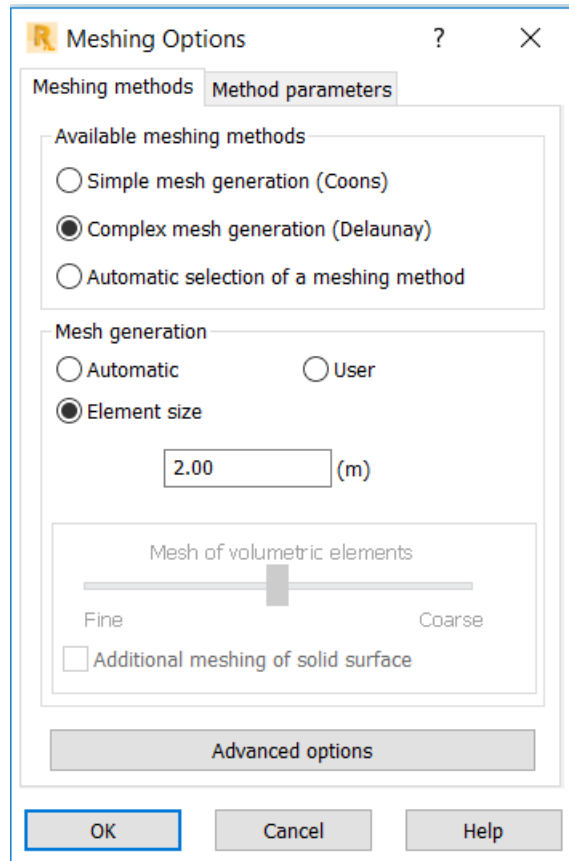 Meshing Options ? X
Meshing methods Method parameters
Available meshing methods
Simple mesh generation (Coons)
Complex mesh generation (Delaunay)
Automatic selection of a meshing method
Mesh generation
Automatic User
Element size
2.00 (m)
Mesh of volumetric elements
Fine Coarse
Additional meshing of solid surface
Advanced options
OK Cancel Help